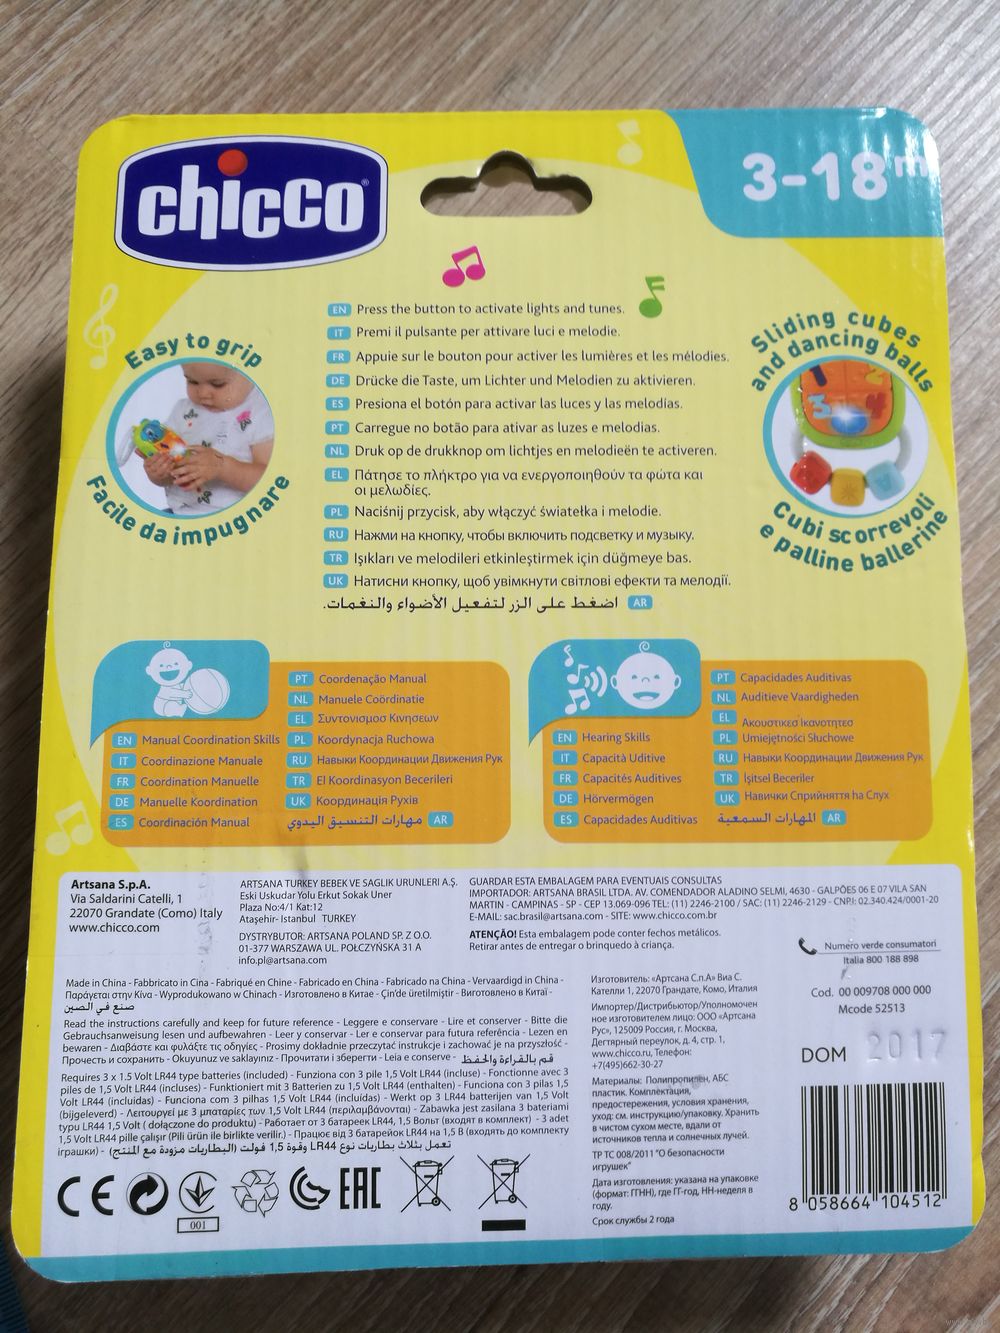 chicco®
3-18m
EN Press the button to activate lights and tunes.
IT Premi il pulsante per attivare luci e melodie.
FR Appuie sur le bouton pour activer les lumières et les mélodies.
DE Drücke die Taste, um Lichter und Melodien zu aktivieren.
ES Presiona el botón para activar las luces y las melodías.
PT Carregue no botão para ativar as luzes e melodias.
NL Druk op de drukknop om lichtjes en melodieën te activeren.
EL Πάτησε το πλήκτρο για να ενεργοποιηθούν τα φώτα και
οι μελωδίες.
PL Naciśnij przycisk, aby włączyć światełka i melodie.
RU Нажми на кнопку, чтобы включить подсветку и музыку.
TR Işıkları ve melodileri etkinleştirmek için düğmeye bas.
UK Натисни кнопку, щоб увімкнути світлові ефекти та мелодії.
AR اضغط على الزر لتفعيل الأضواء والنغمات.
Easy to grip
Facile da impugnare
Sliding cubes
and dancing balls
1 2
3 4
Cubi scorrevoli
e palline ballerine
EN Manual Coordination Skills
IT Coordinazione Manuale
FR Coordination Manuelle
DE Manuelle Koordination
ES Coordinación Manual
PT Coordenação Manual
NL Manuele Coördinatie
EL Συντονισμοσ Κινησεων
PL Koordynacja Ruchowa
RU Навыки Координации Движения Рук
TR El Koordinasyon Becerileri
UK Координація Рухів
AR مهارات التنسيق اليدوي
EN Hearing Skills
IT Capacità Uditive
FR Capacités Auditives
DE Hörvermögen
ES Capacidades Auditivas
PT Capacidades Auditivas
NL Auditieve Vaardigheden
EL Ακουστικεσ Ικανοτητεσ
PL Umiejętności Słuchowe
RU Навыки Координации Движения Рук
TR İşitsel Beceriler
UK Навички Сприйняття ha Слух
AR المهارات السمعية
Artsana S.p.A.
Via Saldarini Catelli, 1
22070 Grandate (Como) Italy
www.chicco.com
ARTSANA TURKEY BEBEK VE SAGLIK URUNLERI A.Ş.
Eski Uskudar Yolu Erkut Sokak Uner
Plaza No:4/1 Kat:12
Ataşehir- Istanbul TURKEY
DYSTRYBUTOR: ARTSANA POLAND SP. Z O.O.
01-377 WARSZAWA UL. POŁCZYŃSKA 31 A
info.pl@artsana.com
GUARDAR ESTA EMBALAGEM PARA EVENTUAIS CONSULTAS
IMPORTADOR: ARTSANA BRASIL LTDA. AV. COMENDADOR ALADINO SELMI, 4630 - GALPÕES 06 E 07 VILA SAN
MARTIN - CAMPINAS - SP - CEP 13.069-096 TEL: (11) 2246-2100 / SAC: (11) 2246-2129 - CNPJ: 02.340.424/0001-20
E-MAIL: sac.brasil@artsana.com - SITE: www.chicco.com.br
ATENÇÃO! Esta embalagem pode conter fechos metálicos.
Retirar antes de entregar o brinquedo à criança.
Numero verde consumatori
Italia 800 188 898
Cod. 00 009708 000 000
Mcode 52513
DOM 2017
Made in China - Fabbricato in Cina - Fabriqué en Chine - Fabricado en China - Fabricado na China - Vervaardigd in China -
Παράγεται στην Κίνα - Wyprodukowano w Chinach - Изготовлено в Китае - Çin'de üretilmiştir - Виготовлено в Китаї -
صنع في الصين
Read the instructions carefully and keep for future reference - Leggere e conservare - Lire et conserver - Bitte die
Gebrauchsanweisung lesen und aufbewahren - Leer y conservar - Ler e conservar para futura referência - Lezen en
bewaren - Διαβάστε και φυλάξτε τις οδηγίες - Prosimy dokładnie przeczytać instrukcje i zachować je na przyszłość -
Прочесть и сохранить - Okuyunuz ve saklayınız - Прочитати і зберегти - Leia e conserve - قم بالقراءة والحفظ
Requires 3 x 1.5 Volt LR44 type batteries (included) - Funziona con 3 pile 1,5 Volt LR44 (incluse) - Fonctionne avec 3
piles de 1,5 Volt LR44 (incluses) - Funktioniert mit 3 Batterien zu 1,5 Volt LR44 (enthalten) - Funciona con 3 pilas 1,5
Volt LR44 (incluidas) - Funciona com 3 pilhas 1,5 Volt LR44 (incluídas) - Werkt op 3 LR44 batterijen van 1,5 Volt
(bijgeleverd) - Λειτουργεί με 3 μπαταρίες των 1,5 Volt LR44 (περιλαμβάνονται) - Zabawka jest zasilana 3 bateriami
typu LR44 1,5 Volt ( dołączone do produktu) - Работает от 3 батареек LR44, 1,5 Вольт (входят в комплект) - 3 adet
1,5 Volt LR44 pille çalışır (Pili ürün ile birlikte verilir.) - Працює від 3 батарейок LR44 на 1,5 В (входять до комплекту
іграшки) - تعمل بثلاث بطاريات نوع LR44 وقوة 1,5 فولت (البطاريات مزودة مع المنتج)
Изготовитель: «Артсана С.п.А» Виа С.
Кателли 1, 22070 Грандате, Комо, Италия
Импортер/Дистрибьютор/Уполномочен
ное изготовителем лицо: ООО «Артсана
Рус», 125009 Россия, г. Москва,
Дегтярный переулок, д. 4, стр. 1,
www.chicco.ru, Телефон:
+7(495)662-30-27
Материалы: Полипропилен, АБС
пластик. Комплектация,
предостережения, условия хранения,
уход: см. инструкцию/упаковку. Хранить
в чистом сухом месте, вдали от
источников тепла и солнечных лучей.
ТР ТС 008/2011 "О безопасности
игрушек"
Дата изготовления: указана на упаковке
(формат: ГГНН), где ГГ-год, НН-неделя в
году.
Срок службы 2 года
CE
001
EAC
8 058664 104512